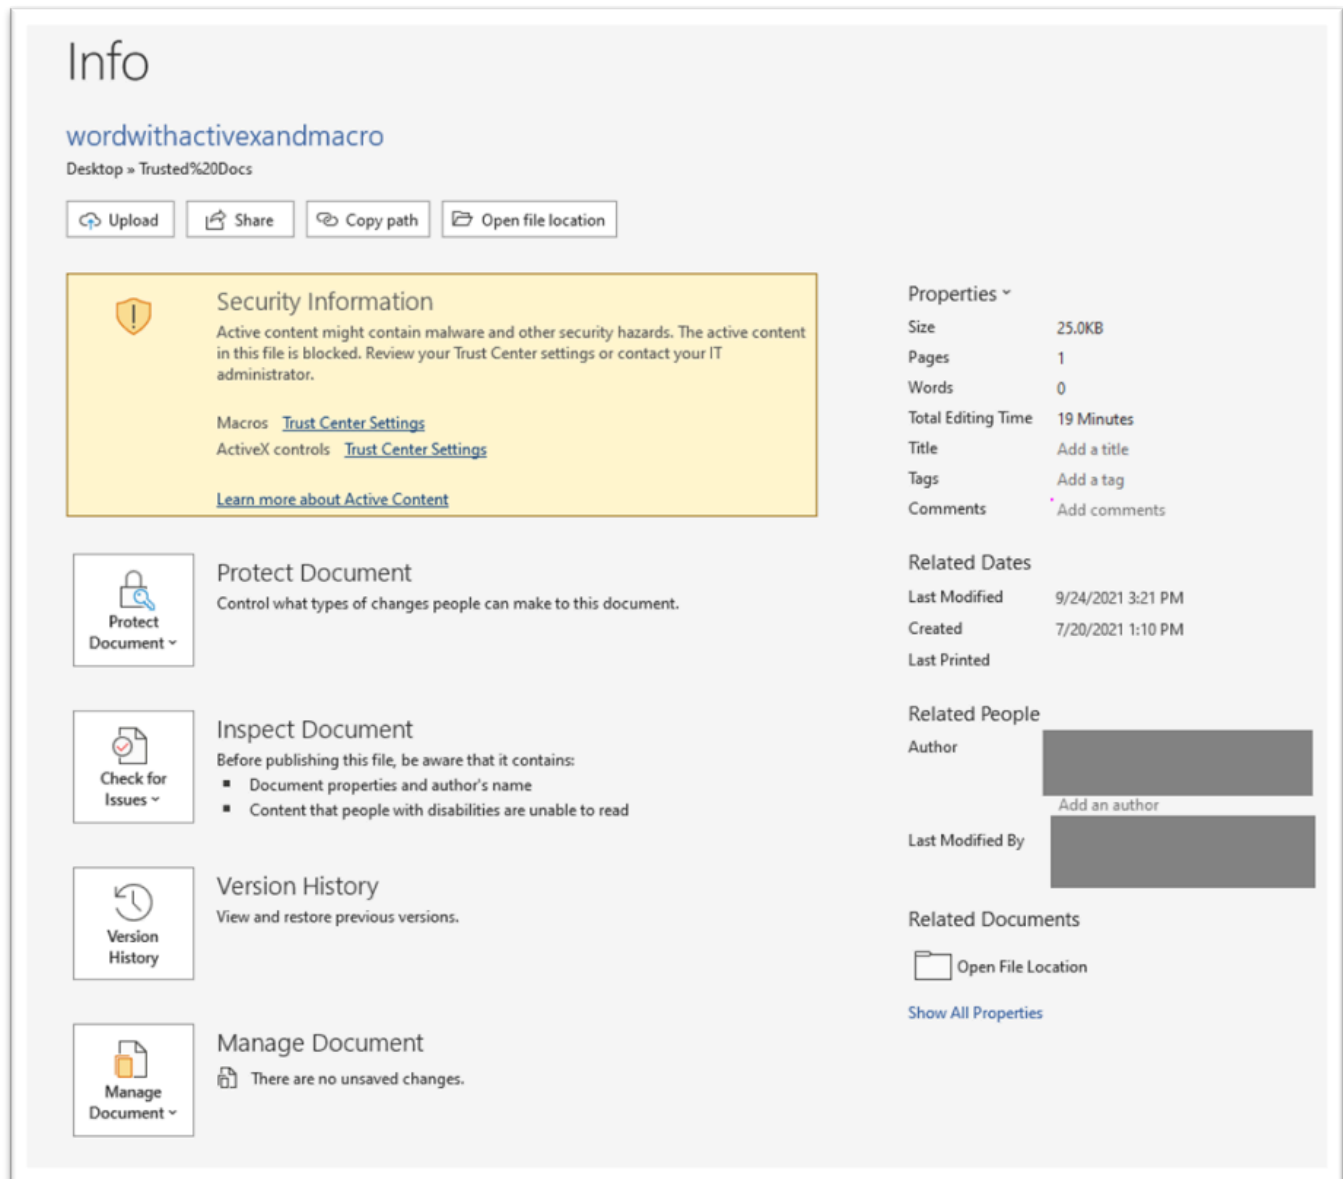 Info
wordwithactivexandmacro
Desktop » Trusted%20Docs
Upload
Share
Copy path
Open file location
Security Information
Active content might contain malware and other security hazards. The active content
in this file is blocked. Review your Trust Center settings or contact your IT
administrator.
Macros Trust Center Settings
ActiveX controls Trust Center Settings
Learn more about Active Content
Protect
Document
Protect Document
Control what types of changes people can make to this document.
Check for
Issues
Inspect Document
Before publishing this file, be aware that it contains:
▪ Document properties and author's name
▪ Content that people with disabilities are unable to read
Version
History
Version History
View and restore previous versions.
Manage
Document
Manage Document
There are no unsaved changes.
Properties
Size 25.0KB
Pages 1
Words 0
Total Editing Time 19 Minutes
Title Add a title
Tags Add a tag
Comments Add comments
Related Dates
Last Modified 9/24/2021 3:21 PM
Created 7/20/2021 1:10 PM
Last Printed
Related People
Author
Add an author
Last Modified By
Related Documents
Open File Location
Show All Properties